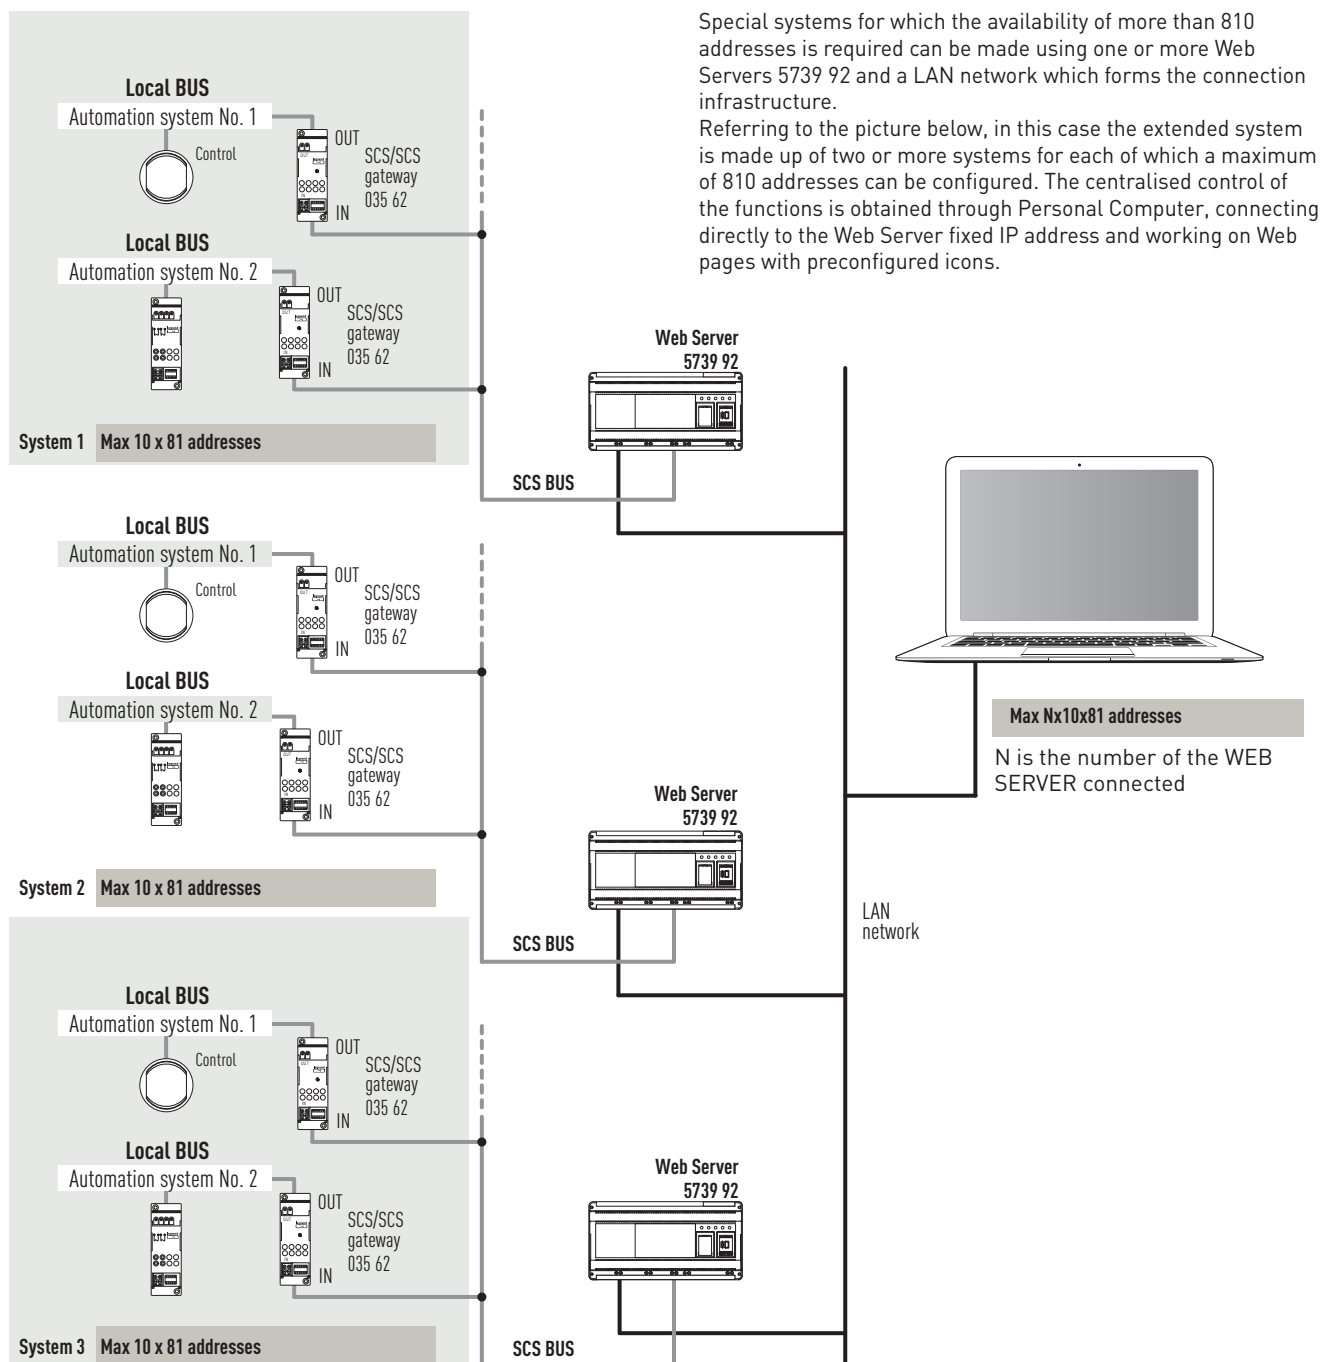 Special systems for which the availability of more than 810
addresses is required can be made using one or more Web
Servers 5739 92 and a LAN network which forms the connection
infrastructure.
Referring to the picture below, in this case the extended system
is made up of two or more systems for each of which a maximum
of 810 addresses can be configured. The centralised control of
the functions is obtained through Personal Computer, connecting
directly to the Web Server fixed IP address and working on Web
pages with preconfigured icons.
Local BUS
Automation system No. 1
Control
OUT
SCS/SCS
gateway
035 62
IN
Local BUS
Automation system No. 2
OUT
SCS/SCS
gateway
035 62
IN
System 1
Max 10 x 81 addresses
Web Server
5739 92
SCS BUS
Local BUS
Automation system No. 1
Control
OUT
SCS/SCS
gateway
035 62
IN
Local BUS
Automation system No. 2
OUT
SCS/SCS
gateway
035 62
IN
System 2
Max 10 x 81 addresses
Web Server
5739 92
SCS BUS
Max Nx10x81 addresses
N is the number of the WEB
SERVER connected
LAN
network
Local BUS
Automation system No. 1
Control
OUT
SCS/SCS
gateway
035 62
IN
Local BUS
Automation system No. 2
OUT
SCS/SCS
gateway
035 62
IN
System 3
Max 10 x 81 addresses
Web Server
5739 92
SCS BUS